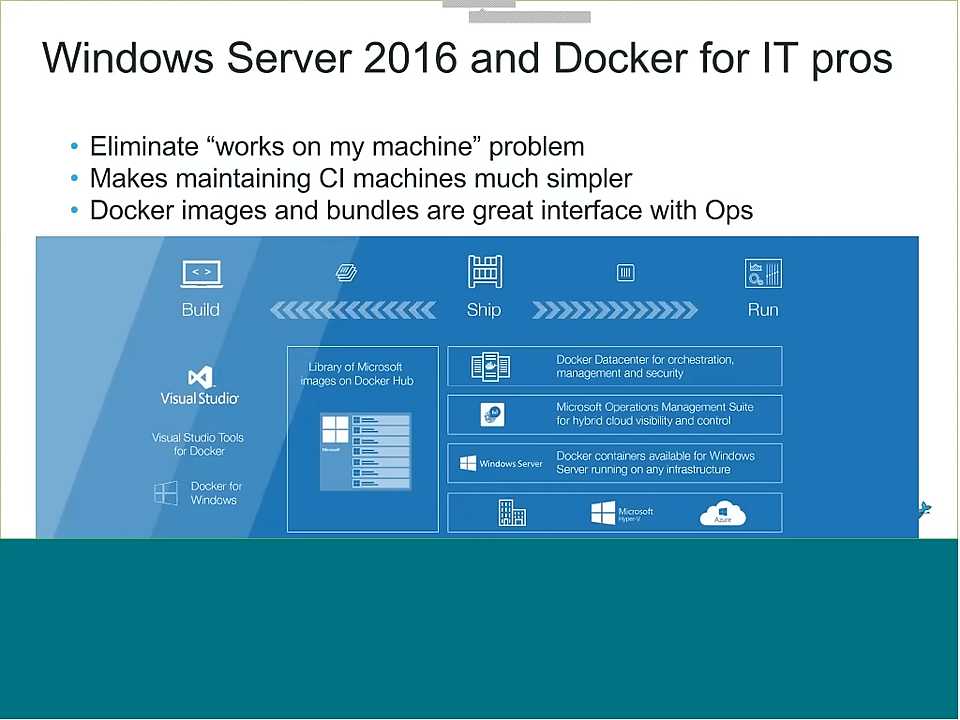 Windows Server 2016 and Docker for IT pros
• Eliminate “works on my machine” problem
• Makes maintaining CI machines much simpler
• Docker images and bundles are great interface with Ops
< >
Build
Ship
Run
Visual Studio
Visual Studio Tools
for Docker
Docker for
Windows
Library of Microsoft
images on Docker Hub
Microsoft
Docker Datacenter for orchestration,
management and security
Microsoft Operations Management Suite
for hybrid cloud visibility and control
Windows Server
Docker containers available for Windows
Server running on any infrastructure
Microsoft
Hyper-V
Azure